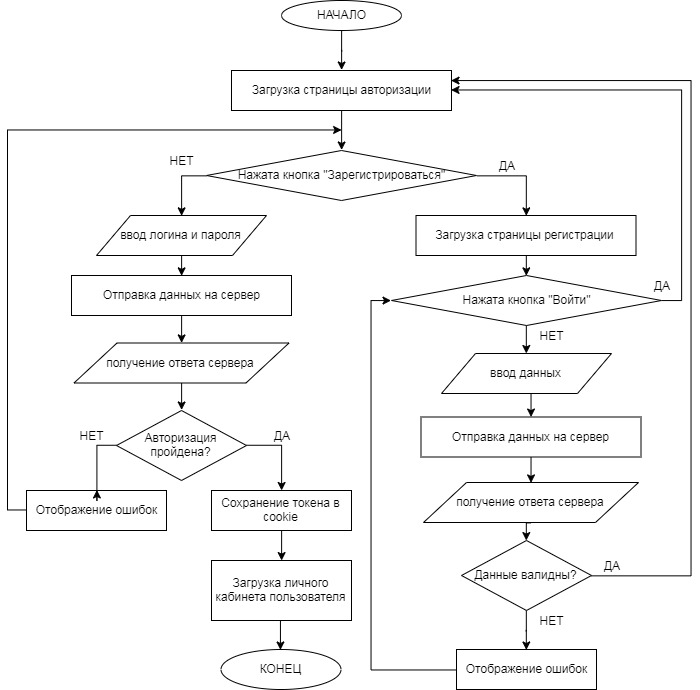 НАЧАЛО
Загрузка страницы авторизации
НЕТ
Нажата кнопка "Зарегистрироваться"
ДА
ввод логина и пароля
Загрузка страницы регистрации
Отправка данных на сервер
Нажата кнопка "Войти"
ДА
НЕТ
получение ответа сервера
ввод данных
НЕТ
Авторизация
пройдена?
ДА
Отправка данных на сервер
Отображение ошибок
Сохранение токена в
cookie
получение ответа сервера
Загрузка личного
кабинета пользователя
Данные валидны?
ДА
НЕТ
КОНЕЦ
Отображение ошибок